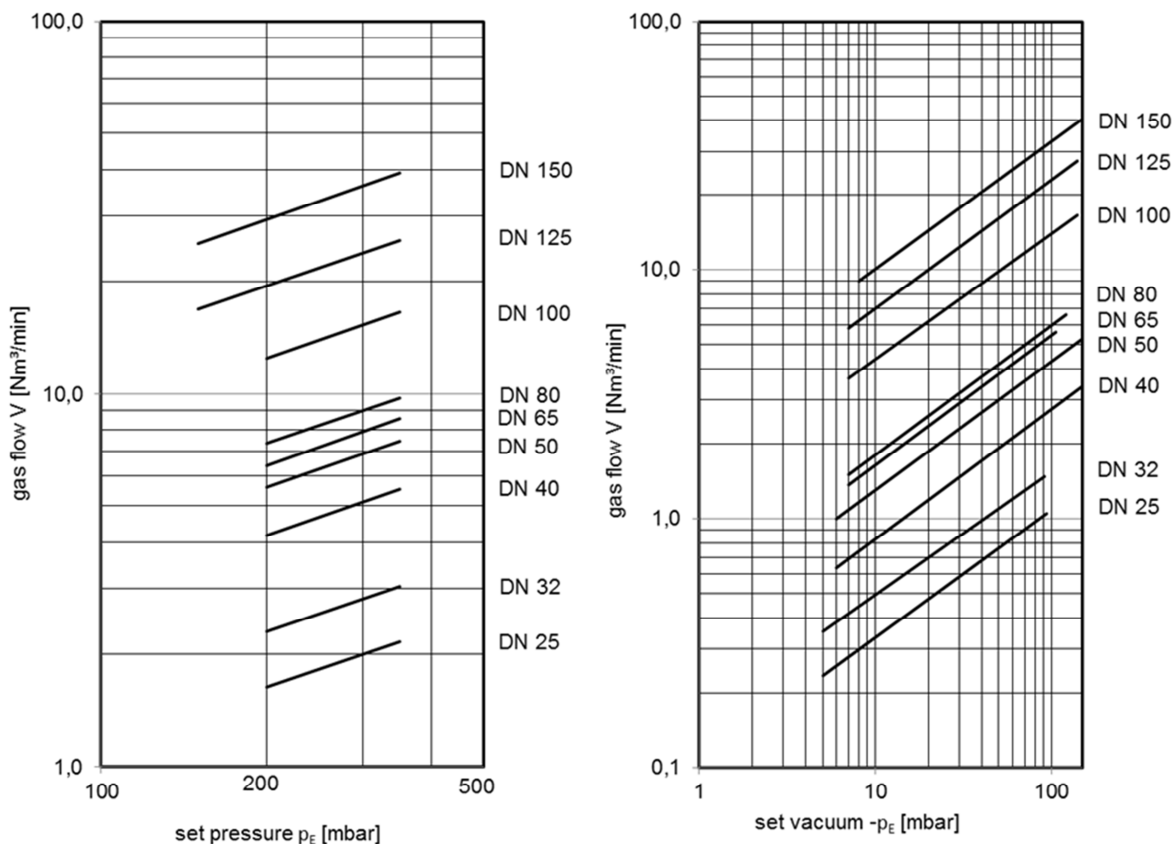 100,0
DN 150
DN 125
DN 100
10,0
DN 80
DN 65
DN 50
DN 40
DN 32
DN 25
1,0
100
200
500
gas flow V [Nm³/min]
set pressure pE [mbar]
100,0
DN 150
DN 125
DN 100
10,0
DN 80
DN 65
DN 50
DN 40
DN 32
1,0
DN 25
0,1
1
10
100
gas flow V [Nm³/min]
set vacuum -pE [mbar]